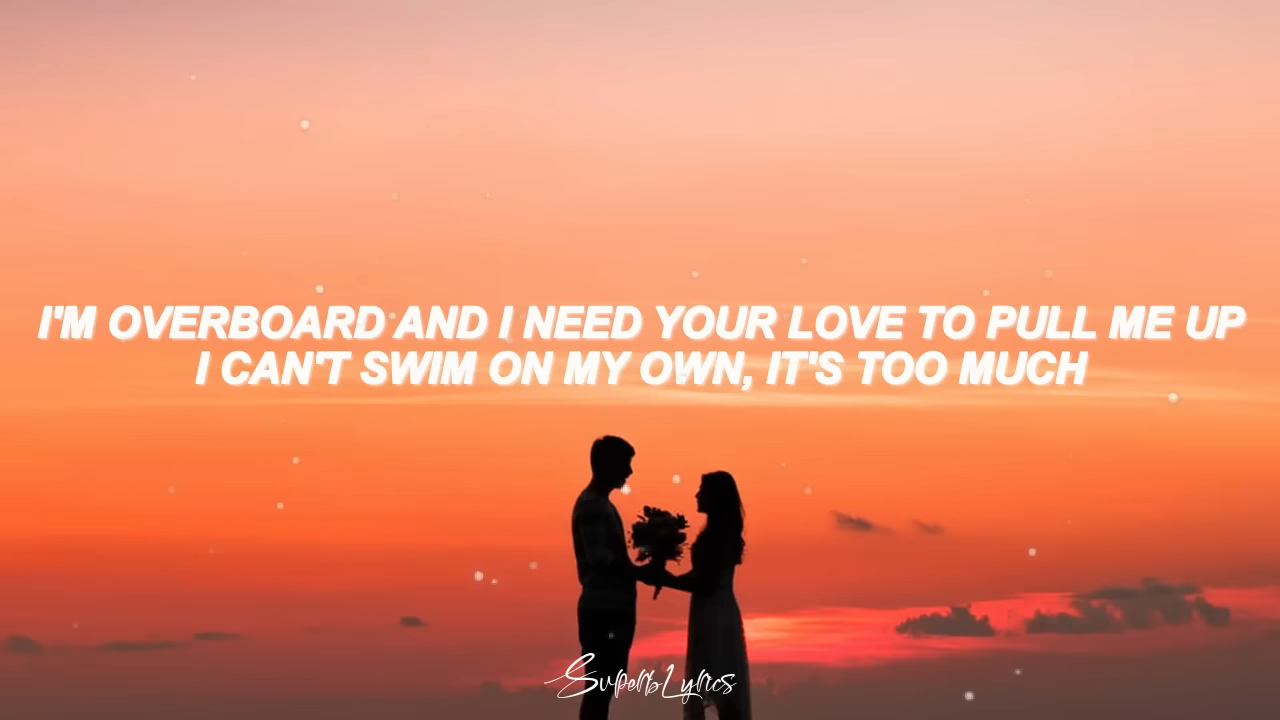 I'M OVERBOARD AND I NEED YOUR LOVE TO PULL ME UP
I CAN'T SWIM ON MY OWN, IT'S TOO MUCH
SuperbLyrics